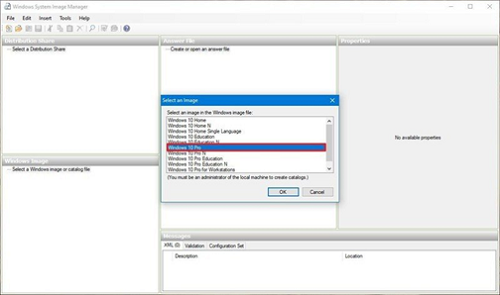 Windows System Image Manager
File Edit Insert Tools Help
Distribution Share
Select a Distribution Share
Answer File
Create or open an answer file
Properties
No available properties
Select an Image
Select an image in the Windows image file:
Windows 10 Home
Windows 10 Home N
Windows 10 Home Single Language
Windows 10 Education
Windows 10 Education N
Windows 10 Pro
Windows 10 Pro N
Windows 10 Pro Education
Windows 10 Pro Education N
Windows 10 Pro for Workstations
(You must be an administrator of the local machine to create catalogs.)
OK Cancel
Windows Image
Select a Windows image or catalog file
Messages
XML (0) Validation Configuration Set
Description Location